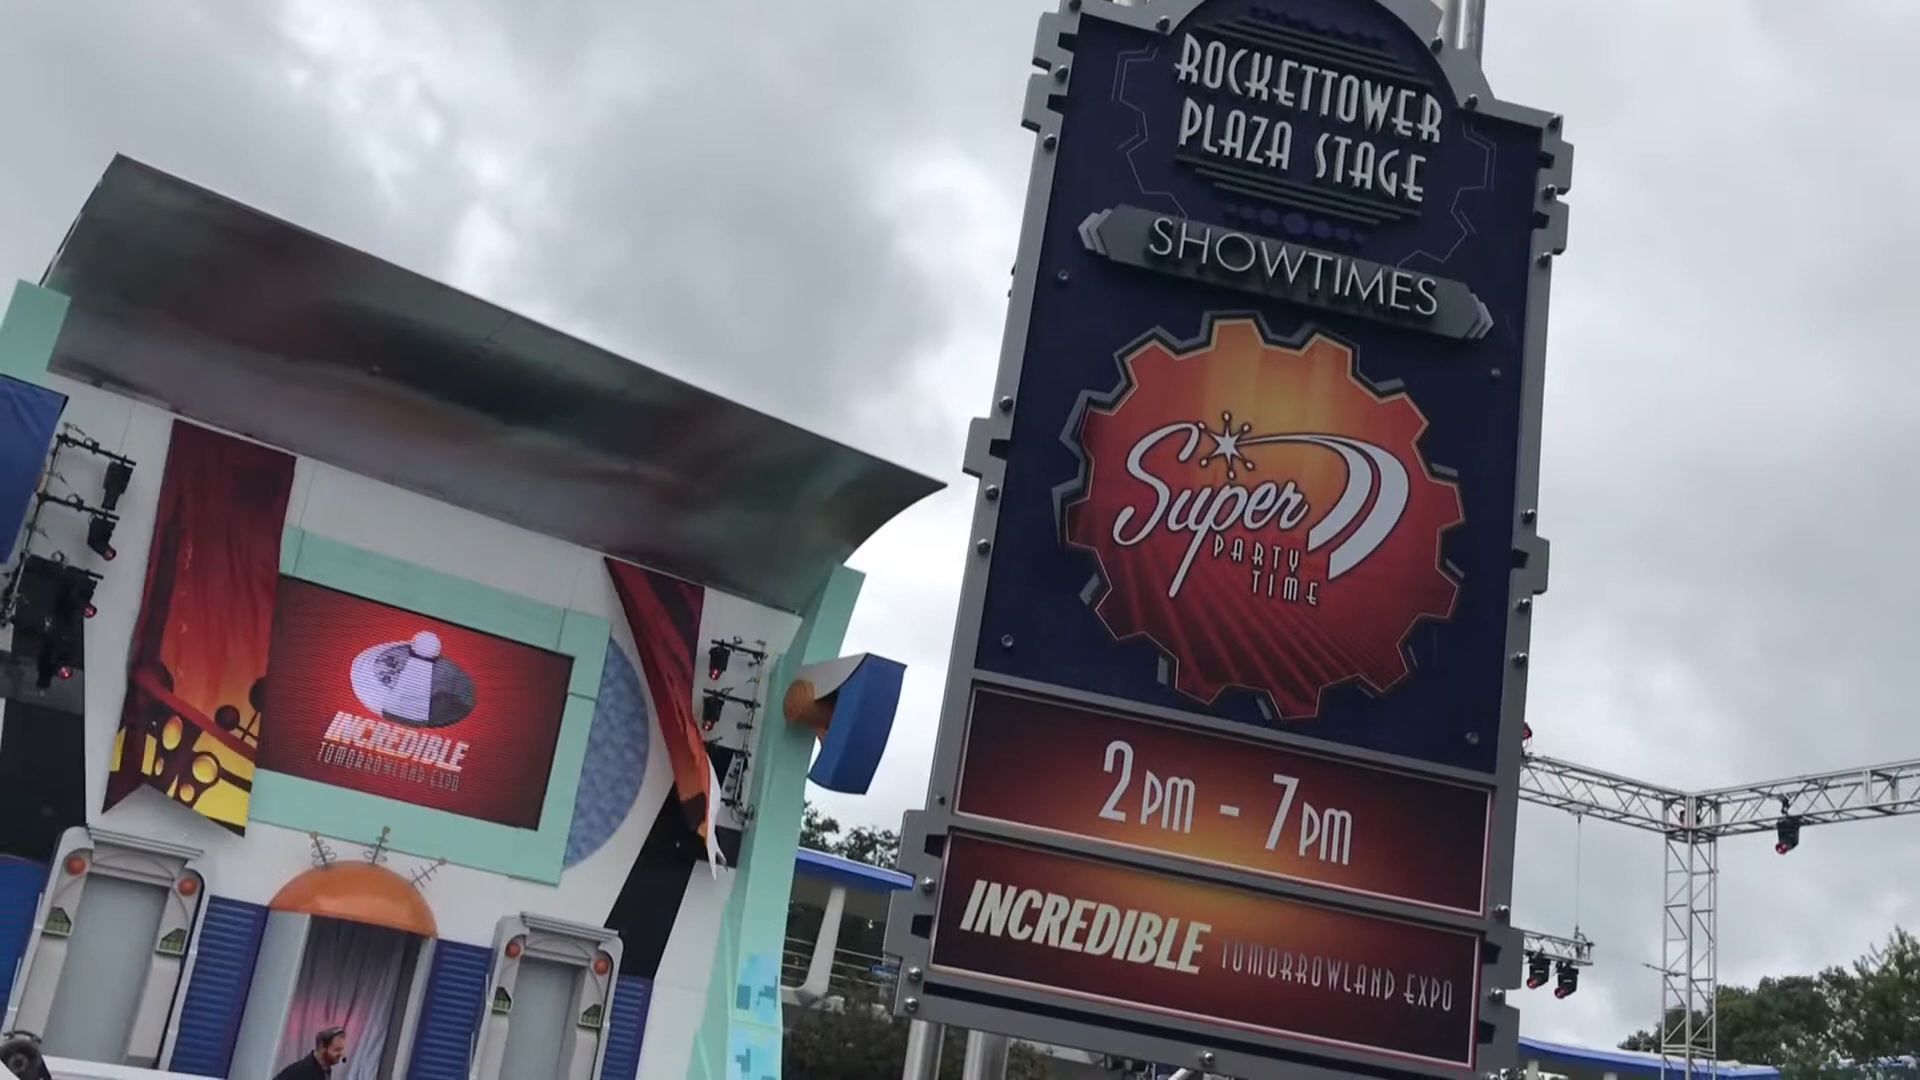 ROCKETTOWER
PLAZA STAGE
SHOWTIMES
Super
PARTY
TIME
2PM - 7PM
INCREDIBLE TOMORROWLAND EXPO
INCREDIBLE
TOMORROWLAND EXPO